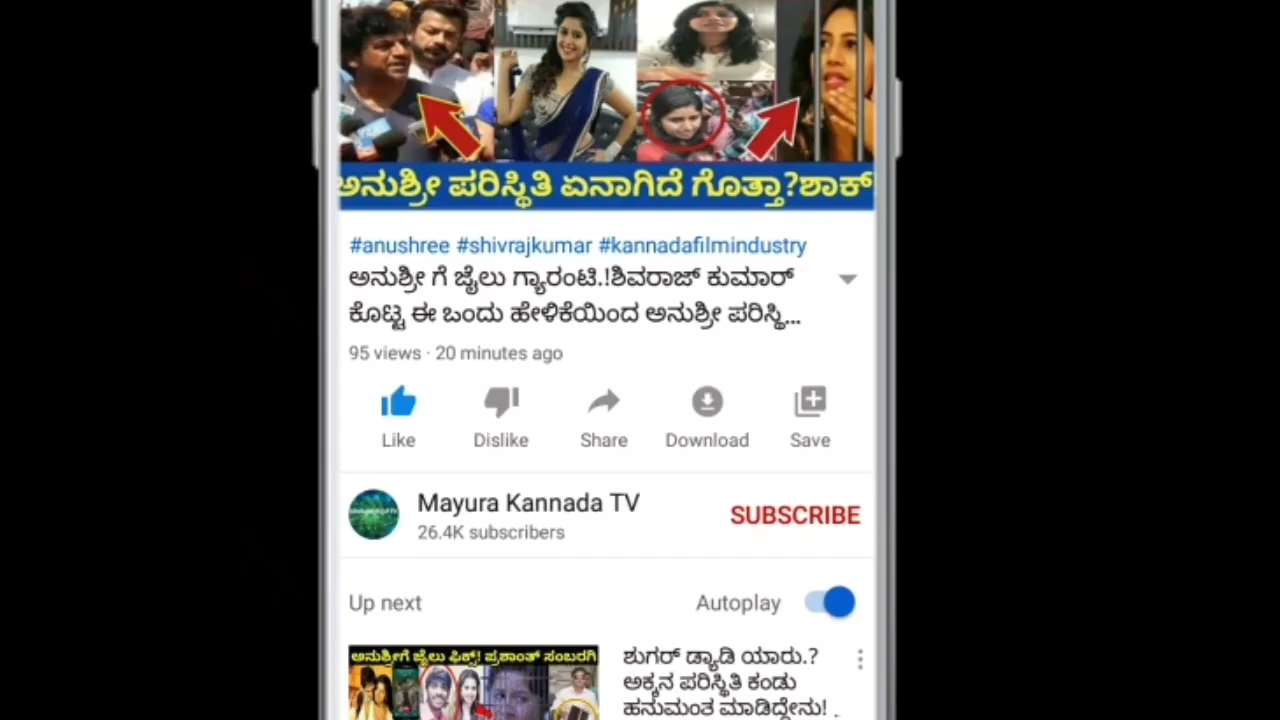 ಅನುಶ್ರೀ ಪರಿಸ್ಥಿತಿ ಏನಾಗಿದೆ ಗೊತ್ತಾ?ಶಾಕ್
#anushree #shivrajkumar #kannadafilmindustry
ಅನುಶ್ರೀ ಗೆ ಜೈಲು ಗ್ಯಾರಂಟಿ.!ಶಿವರಾಜ್ ಕುಮಾರ್
ಕೊಟ್ಟ ಈ ಒಂದು ಹೇಳಿಕೆಯಿಂದ ಅನುಶ್ರೀ ಪರಿಸ್ಥಿ...
95 views · 20 minutes ago
Like Dislike Share Download Save
Mayura Kannada TV
SUBSCRIBE
26.4K subscribers
Up next Autoplay
ಅನುಶ್ರೀಗೆ ಜೈಲು ಫಿಕ್ಸ್! ಪ್ರಶಾಂತ್ ಸಂಬರಗಿ
ಶುಗರ್ ಡ್ಯಾಡಿ ಯಾರು.?
ಅಕ್ಕನ ಪರಿಸ್ಥಿತಿ ಕಂಡು
ಹನುಮಂತ ಮಾಡಿದ್ದೇನು!